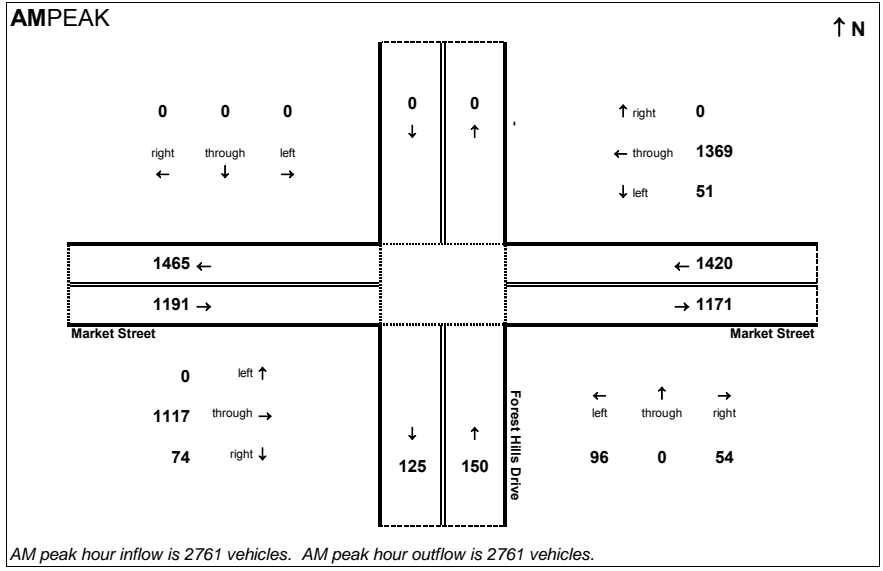 AMPEAK
↑ N
0 0 0
right through left
← ↓ →
0 0
↓ ↑
↑ right 0
← through 1369
↓ left 51
1465 ←
1191 →
← 1420
→ 1171
Market Street
Market Street
0 left ↑
1117 through →
74 right ↓
↓ ↑
125 150
Forest Hills Drive
← ↑ →
left through right
96 0 54
AM peak hour inflow is 2761 vehicles. AM peak hour outflow is 2761 vehicles.